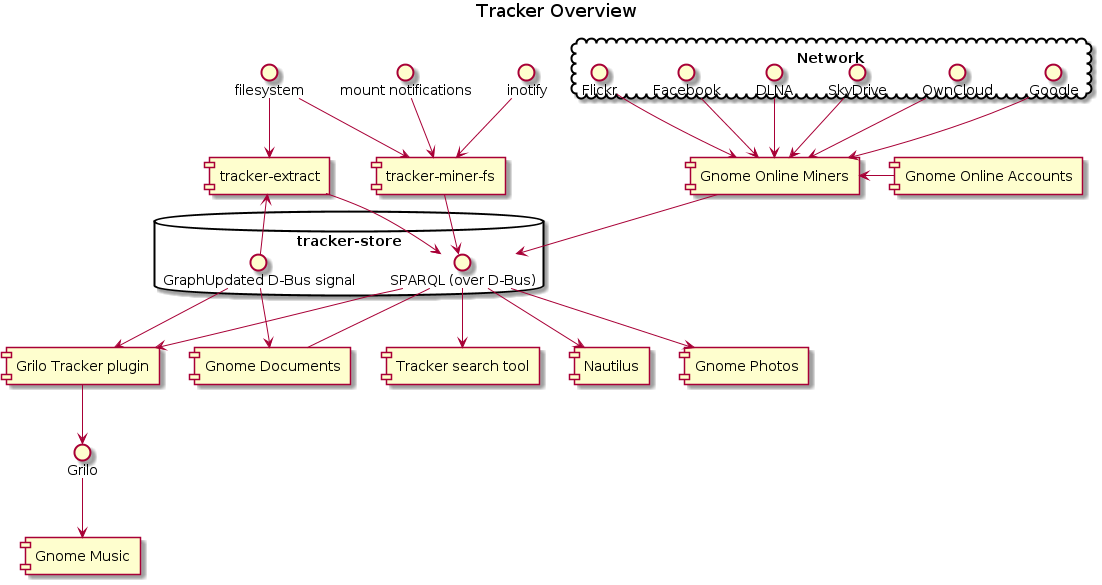 Tracker Overview
Network
filesystem
mount notifications
inotify
Flickr
Facebook
DLNA
SkyDrive
OwnCloud
Google
tracker-extract
tracker-miner-fs
Gnome Online Miners
Gnome Online Accounts
tracker-store
GraphUpdated D-Bus signal
SPARQL (over D-Bus)
Grilo Tracker plugin
Gnome Documents
Tracker search tool
Nautilus
Gnome Photos
Grilo
Gnome Music